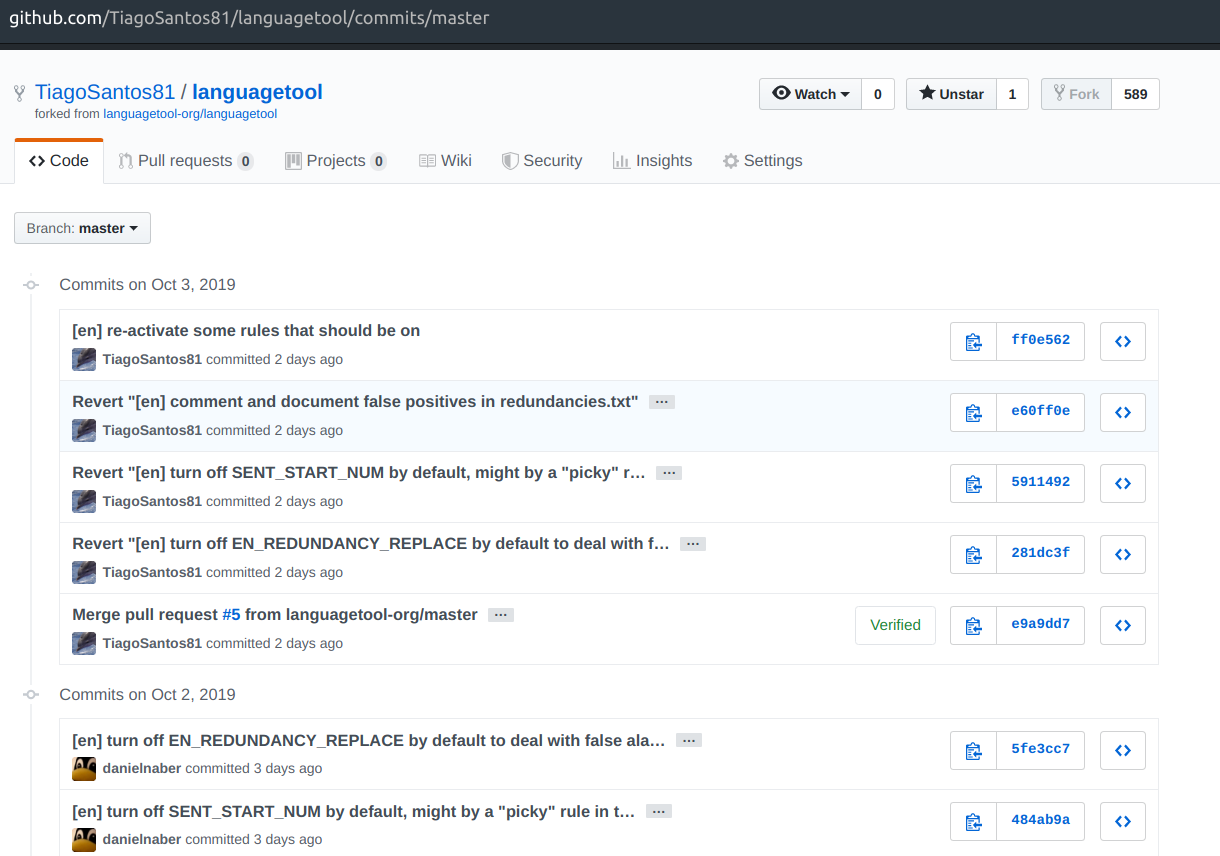 github.com/TiagoSantos81/languagetool/commits/master
TiagoSantos81 / languagetool
Watch 0 Unstar 1 Fork 589
forked from languagetool-org/languagetool
Code Pull requests 0 Projects 0 Wiki Security Insights Settings
Branch: master
Commits on Oct 3, 2019
[en] re-activate some rules that should be on
TiagoSantos81 committed 2 days ago
ff0e562
Revert "[en] comment and document false positives in redundancies.txt" …
TiagoSantos81 committed 2 days ago
e60ff0e
Revert "[en] turn off SENT_START_NUM by default, might by a "picky" r… …
TiagoSantos81 committed 2 days ago
5911492
Revert "[en] turn off EN_REDUNDANCY_REPLACE by default to deal with f… …
TiagoSantos81 committed 2 days ago
281dc3f
Merge pull request #5 from languagetool-org/master …
TiagoSantos81 committed 2 days ago
Verified e9a9dd7
Commits on Oct 2, 2019
[en] turn off EN_REDUNDANCY_REPLACE by default to deal with false ala… …
danielnaber committed 3 days ago
5fe3cc7
[en] turn off SENT_START_NUM by default, might by a "picky" rule in t… …
danielnaber committed 3 days ago
484ab9a